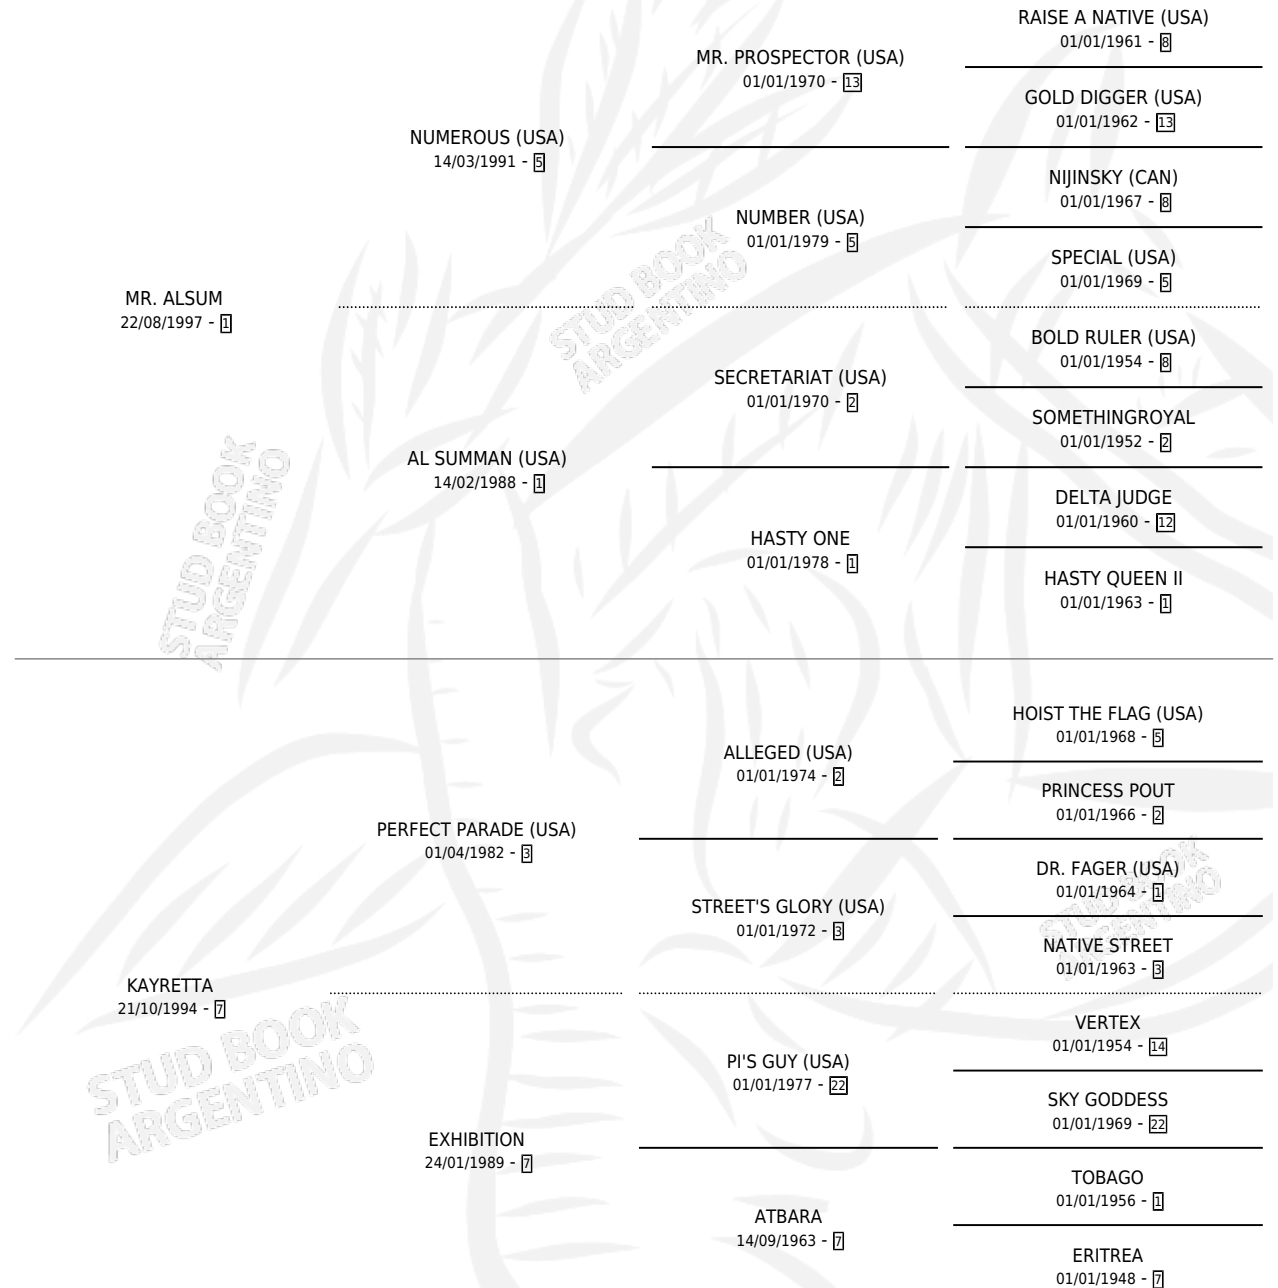 RAISE A NATIVE (USA)
01/01/1961 - 8
MR. PROSPECTOR (USA)
01/01/1970 - 13
GOLD DIGGER (USA)
01/01/1962 - 13
NUMEROUS (USA)
14/03/1991 - 5
NIJINSKY (CAN)
01/01/1967 - 8
NUMBER (USA)
01/01/1979 - 5
SPECIAL (USA)
01/01/1969 - 5
MR. ALSUM
22/08/1997 - 1
BOLD RULER (USA)
01/01/1954 - 8
SECRETARIAT (USA)
01/01/1970 - 2
SOMETHINGROYAL
01/01/1952 - 2
AL SUMMAN (USA)
14/02/1988 - 1
DELTA JUDGE
01/01/1960 - 12
HASTY ONE
01/01/1978 - 1
HASTY QUEEN II
01/01/1963 - 1
HOIST THE FLAG (USA)
01/01/1968 - 5
ALLEGED (USA)
01/01/1974 - 2
PRINCESS POUT
01/01/1966 - 2
PERFECT PARADE (USA)
01/04/1982 - 3
DR. FAGER (USA)
01/01/1964 - 1
STREET'S GLORY (USA)
01/01/1972 - 3
NATIVE STREET
01/01/1963 - 3
KAYRETTA
21/10/1994 - 7
VERTEX
01/01/1954 - 14
PI'S GUY (USA)
01/01/1977 - 22
SKY GODDESS
01/01/1969 - 22
EXHIBITION
24/01/1989 - 7
TOBAGO
01/01/1956 - 1
ATBARA
14/09/1963 - 7
ERITREA
01/01/1948 - 7
STUD BOOK
ARGENTINO
STUD BOOK
ARGENTINO
STUD BOOK
ARGENTINO
STUD BOOK
ARGENTINO